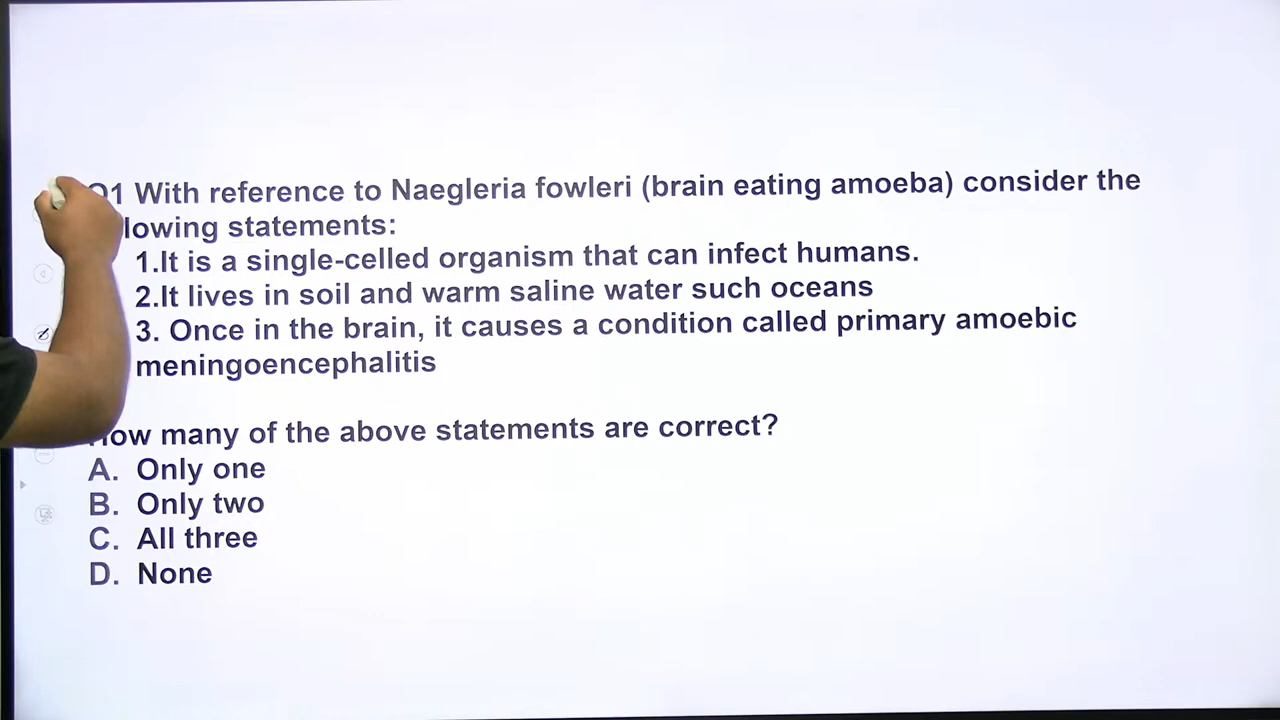 1 With reference to Naegleria fowleri (brain eating amoeba) consider the
lowing statements:
1.It is a single-celled organism that can infect humans.
2.It lives in soil and warm saline water such oceans
3. Once in the brain, it causes a condition called primary amoebic
meningoencephalitis
ow many of the above statements are correct?
A. Only one
B. Only two
C. All three
D. None